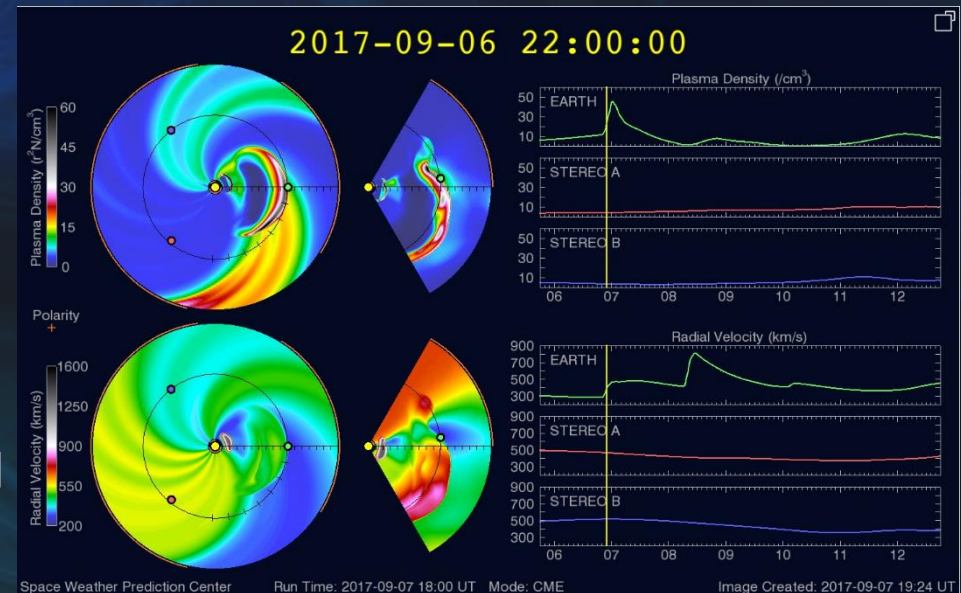 2017-09-06 22:00:00
Plasma Density (r²N/cm³)
60
45
30
15
0
Plasma Density (/cm³)
50
30
10
EARTH
50
30
10
STEREO A
50
30
10
STEREO B
06 07 08 09 10 11 12
Polarity
+
Radial Velocity (km/s)
1600
1250
900
550
200
Radial Velocity (km/s)
900
700
500
300
EARTH
900
700
500
300
STEREO A
900
700
500
300
STEREO B
06 07 08 09 10 11 12
Space Weather Prediction Center Run Time: 2017-09-07 18:00 UT Mode: CME Image Created: 2017-09-07 19:24 UT